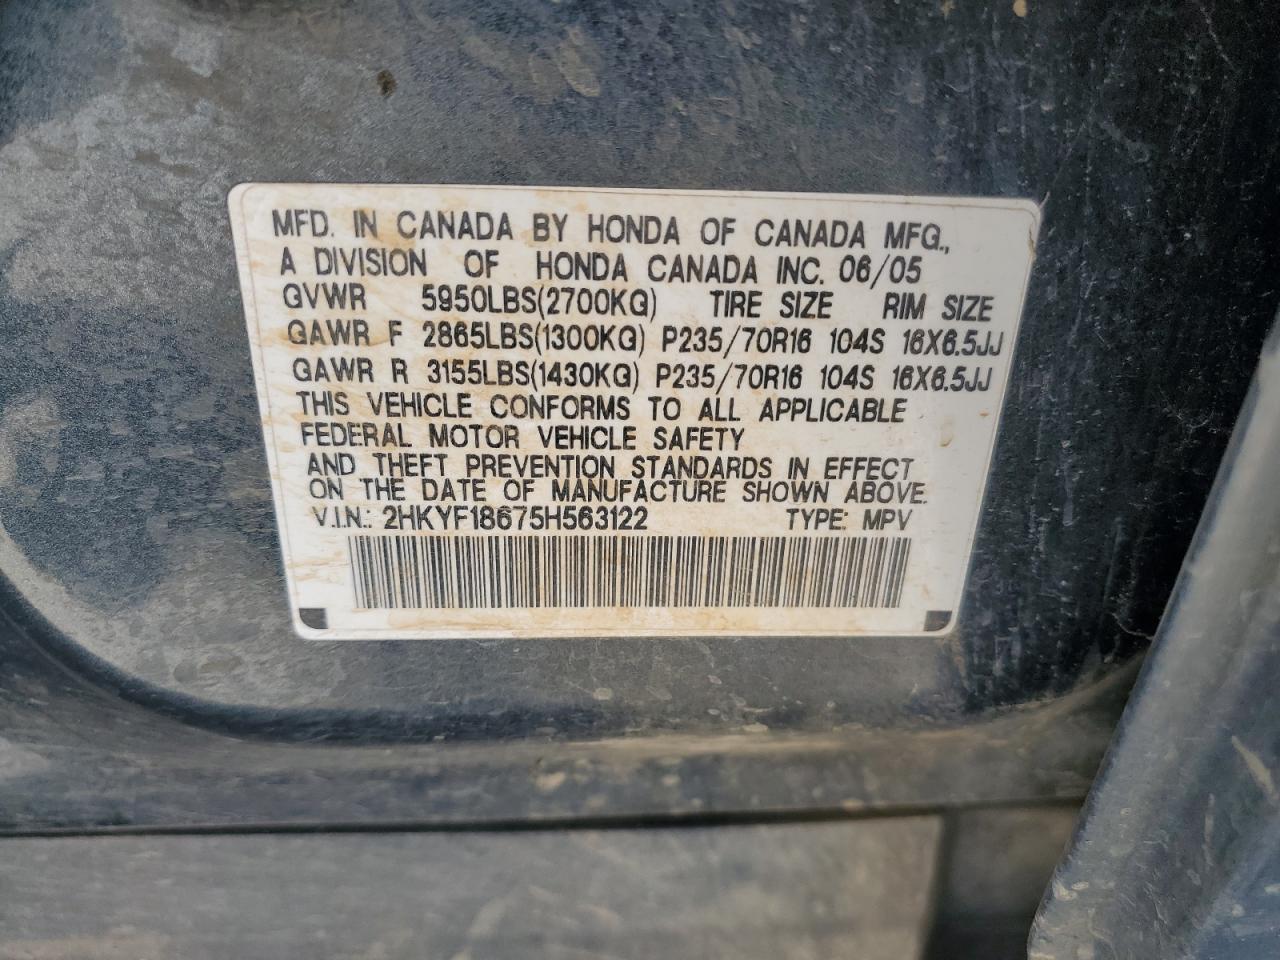 MFD. IN CANADA BY HONDA OF CANADA MFG.,
A DIVISION OF HONDA CANADA INC. 06/05
GVWR 5950LBS(2700KG) TIRE SIZE RIM SIZE
GAWR F 2865LBS(1300KG) P235/70R16 104S 16X6.5JJ
GAWR R 3155LBS(1430KG) P235/70R16 104S 16X6.5JJ
THIS VEHICLE CONFORMS TO ALL APPLICABLE
FEDERAL MOTOR VEHICLE SAFETY
AND THEFT PREVENTION STANDARDS IN EFFECT
ON THE DATE OF MANUFACTURE SHOWN ABOVE.
V.I.N.: 2HKYF18675H563122 TYPE: MPV